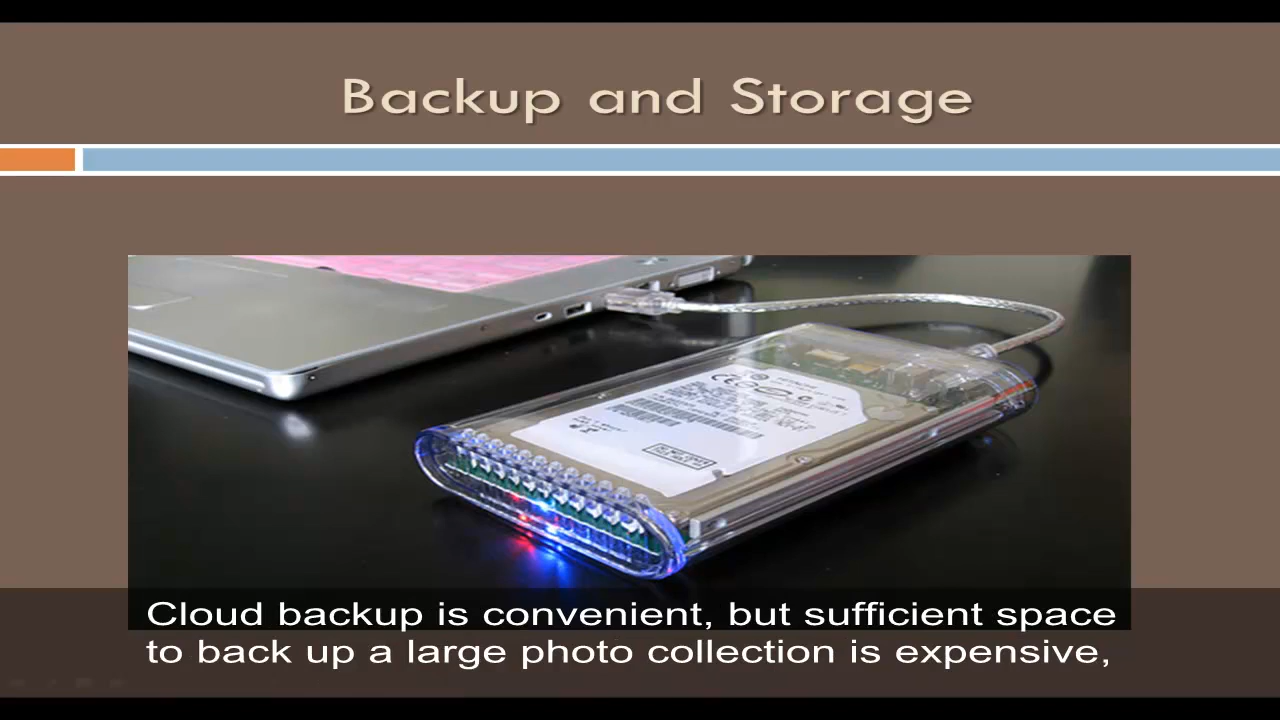 Backup and Storage
Cloud backup is convenient, but sufficient space
to back up a large photo collection is expensive,